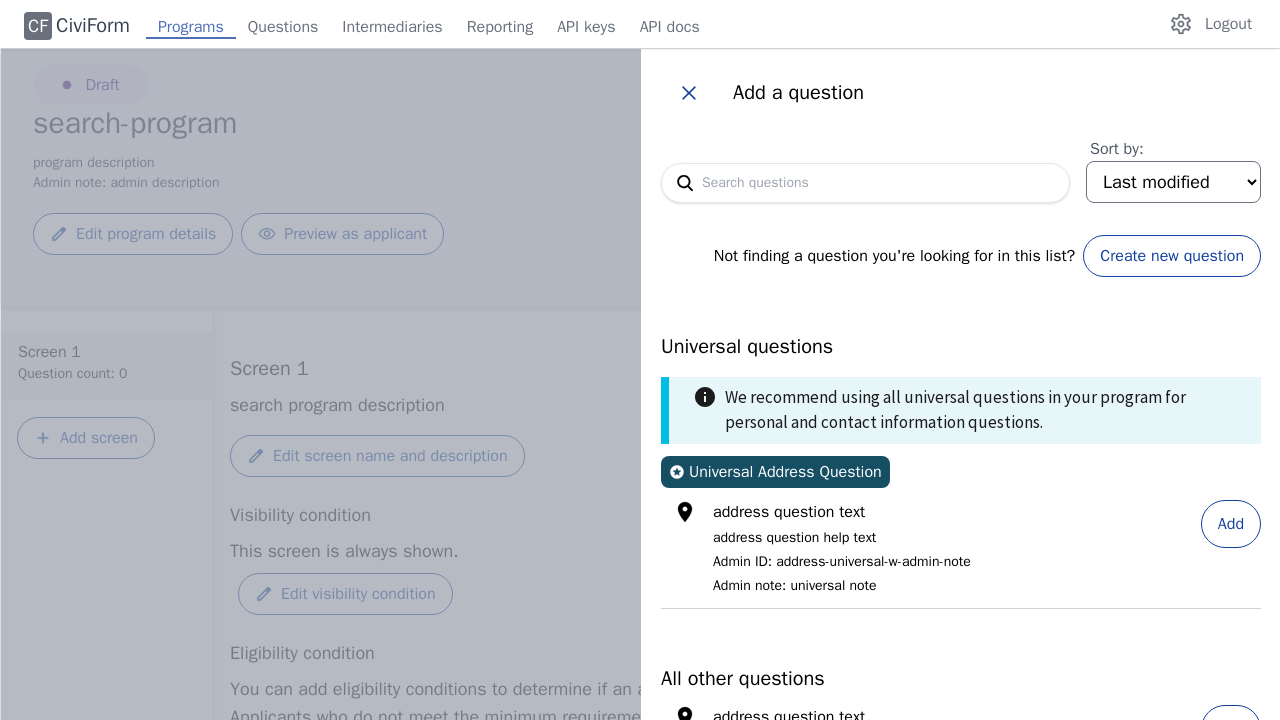 CF CiviForm Programs Questions Intermediaries Reporting API keys API docs Logout
Draft
search-program
program description
Admin note: admin description
Edit program details Preview as applicant
Screen 1
Question count: 0
Add screen
Screen 1
search program description
Edit screen name and description
Visibility condition
This screen is always shown.
Edit visibility condition
Eligibility condition
You can add eligibility conditions to determine if an
Applicants who do not meet the minimum
Add a question
Sort by:
Search questions Last modified
Not finding a question you're looking for in this list? Create new question
Universal questions
We recommend using all universal questions in your program for
personal and contact information questions.
Universal Address Question
address question text Add
address question help text
Admin ID: address-universal-w-admin-note
Admin note: universal note
All other questions
address question text